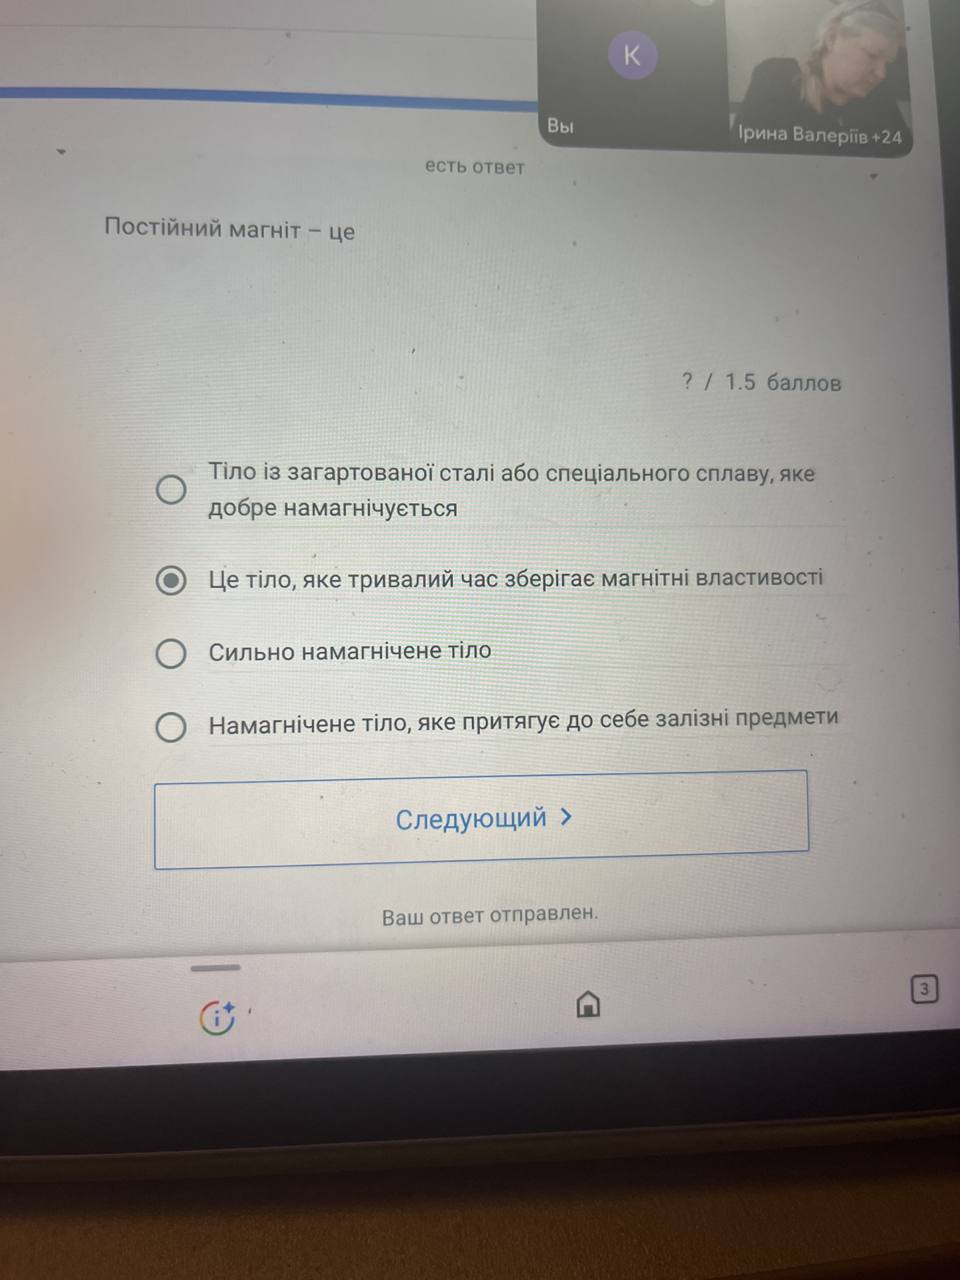 K
Вы
Ірина Валеріїв +24
есть ответ
Постійний магніт – це
? / 1.5 баллов
Тіло із загартованої сталі або спеціального сплаву, яке
добре намагнічується
Це тіло, яке тривалий час зберігає магнітні властивості
Сильно намагнічене тіло
Намагнічене тіло, яке притягує до себе залізні предмети
Следующий >
Ваш ответ отправлен.
i
3